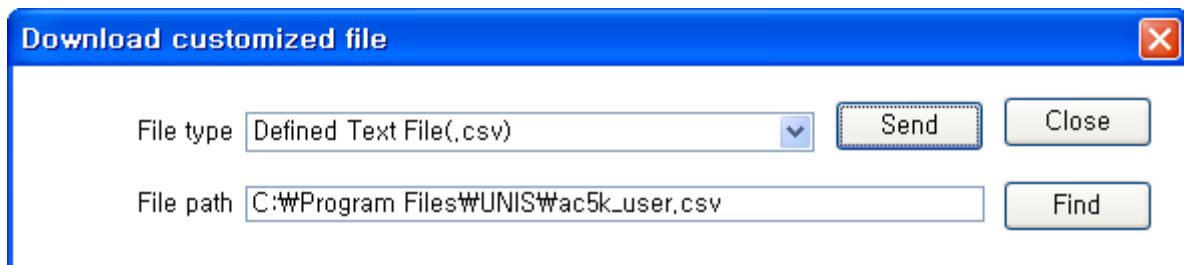 Download customized file
File type Defined Text File(.csv) Send Close
File path C:₩Program Files₩UNIS₩ac5k_user.csv Find